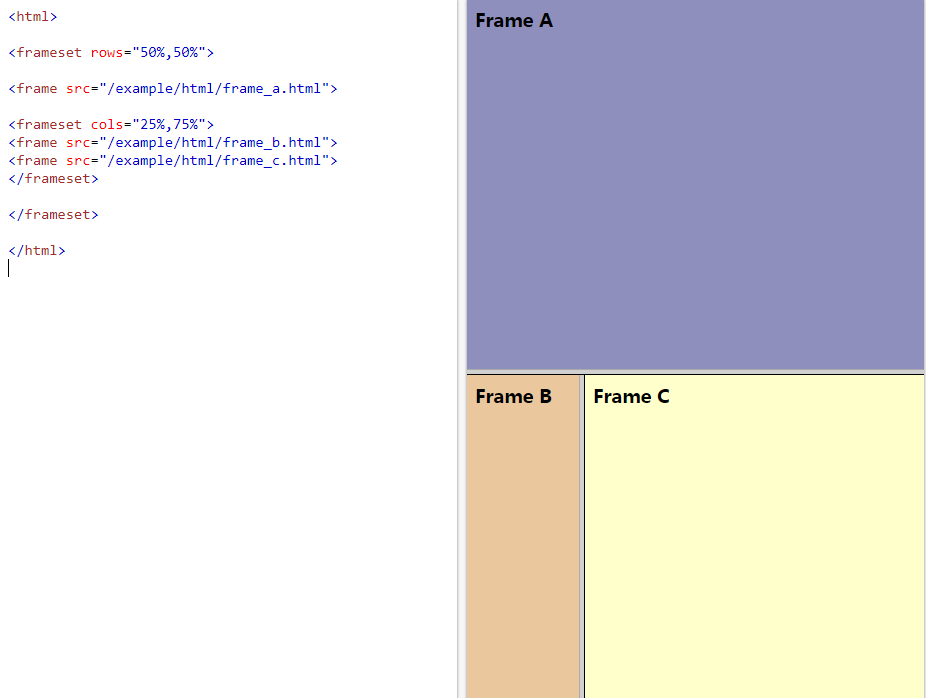 <html>
<frameset rows="50%,50%">
<frame src="/example/html/frame_a.html">
<frameset cols="25%,75%">
<frame src="/example/html/frame_b.html">
<frame src="/example/html/frame_c.html">
</frameset>
</frameset>
</html>
Frame A
Frame B
Frame C